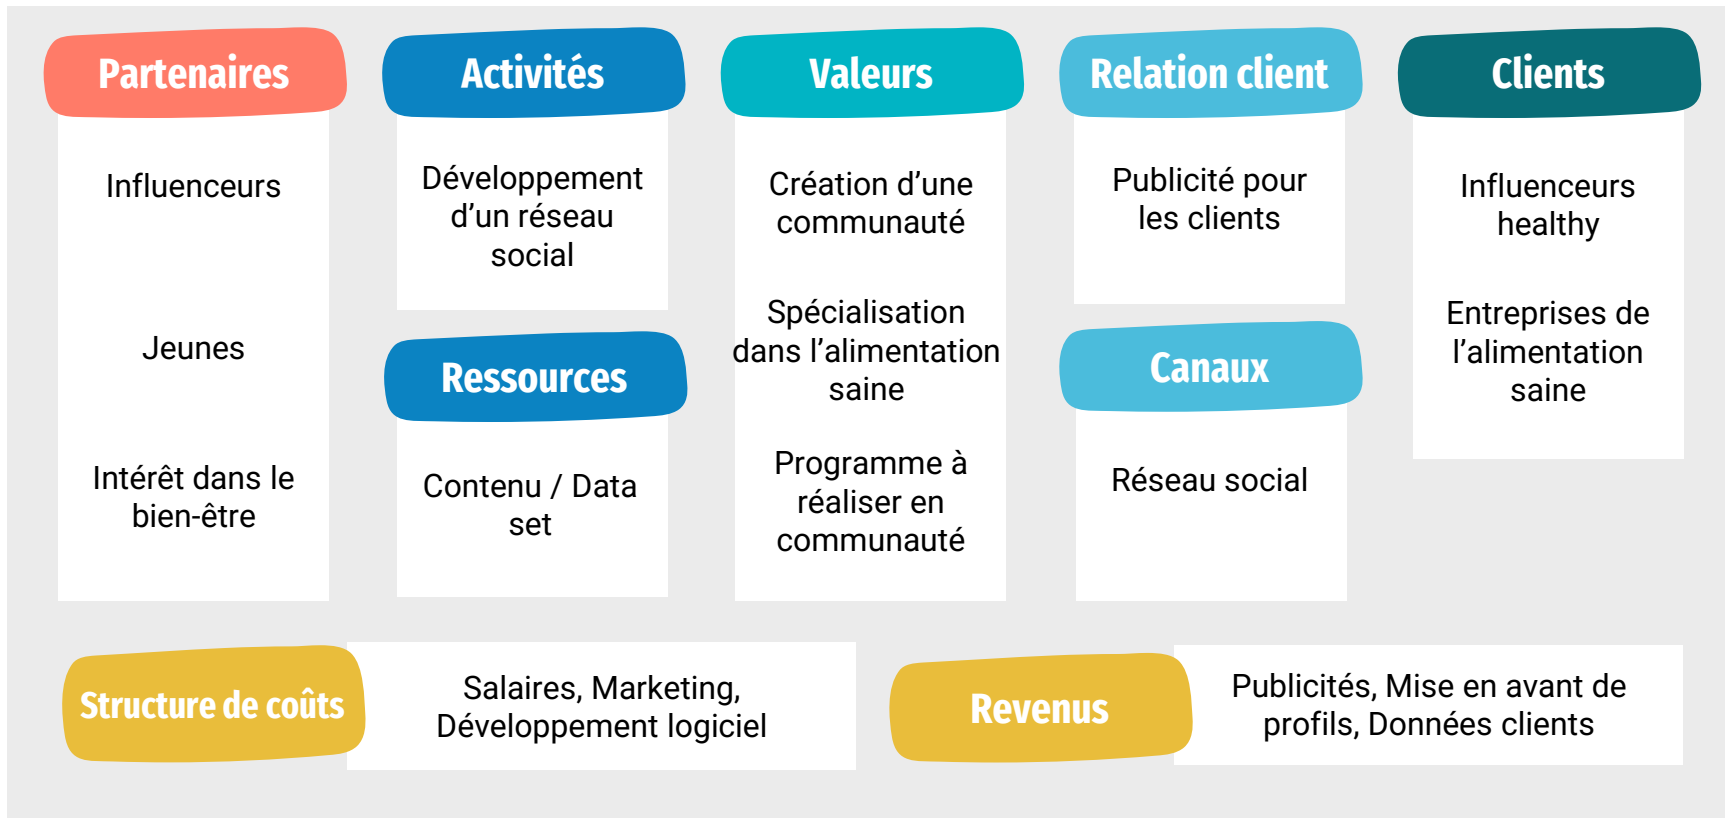 Partenaires
Influenceurs
Jeunes
Intérêt dans le
bien-être
Activités
Développement
d’un réseau
social
Ressources
Contenu / Data
set
Valeurs
Création d’une
communauté
Spécialisation
dans l’alimentation
saine
Programme à
réaliser en
communauté
Relation client
Publicité pour
les clients
Canaux
Réseau social
Clients
Influenceurs
healthy
Entreprises de
l’alimentation
saine
Structure de coûts
Salaires, Marketing,
Développement logiciel
Revenus
Publicités, Mise en avant de
profils, Données clients